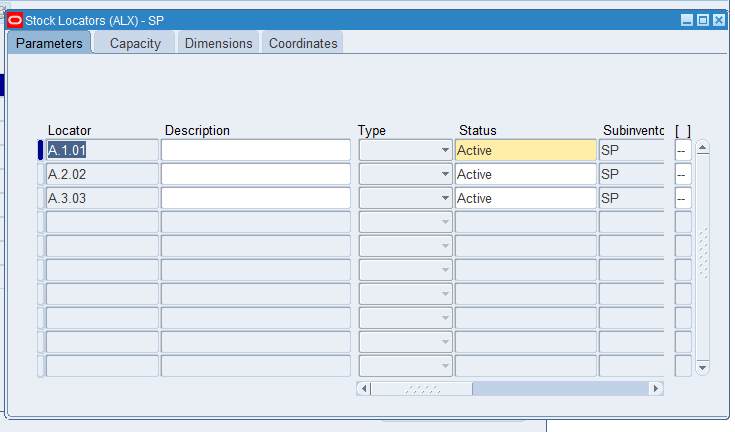 Stock Locators (ALX) - SP
Parameters Capacity Dimensions Coordinates
Locator Description Type Status Subinvento [ ]
A.1.01 Active SP --
A.2.02 Active SP --
A.3.03 Active SP --